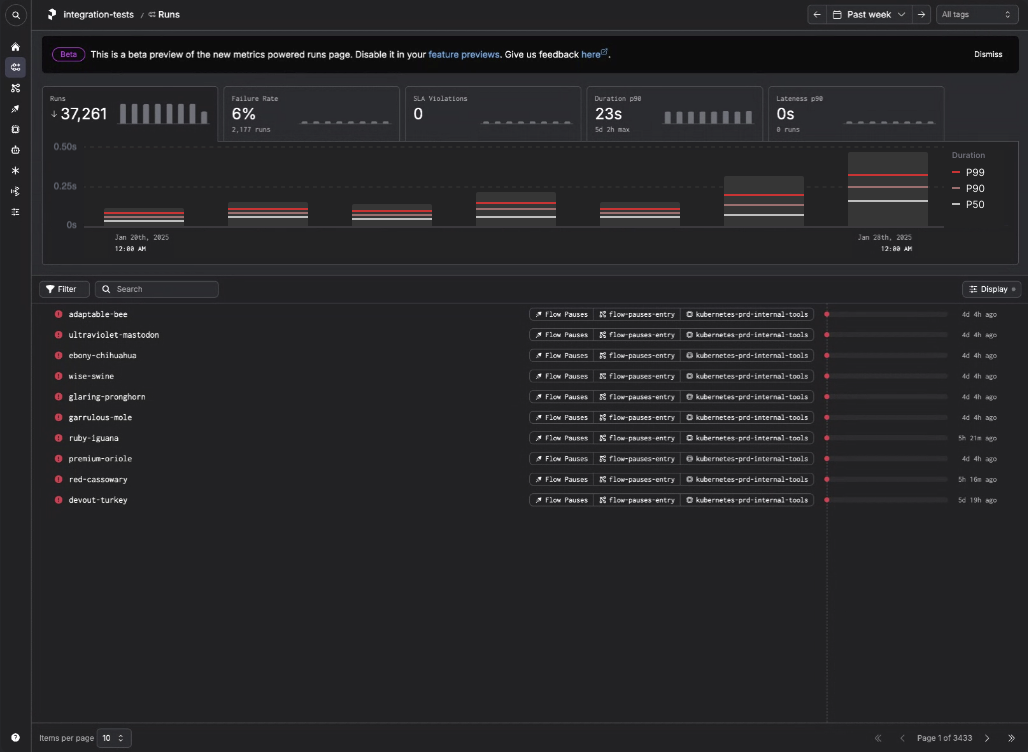 integration-tests / Runs
Past week
All tags
Beta This is a beta preview of the new metrics powered runs page. Disable it in your feature previews. Give us feedback here.
Dismiss
Runs
37,261
Failure Rate
6%
2,177 runs
SLA Violations
0
Duration p90
23s
5d 2h max
Lateness p90
0s
0 runs
0.50s
0.25s
0s
Jan 20th, 2025
12:00 AM
Jan 28th, 2025
12:00 AM
Duration
P99
P90
P50
Filter
Search
Display
adaptable-bee Flow Pauses flow-pauses-entry kubernetes-prd-internal-tools 4d 4h ago
ultraviolet-mastodon Flow Pauses flow-pauses-entry kubernetes-prd-internal-tools 4d 4h ago
ebony-chihuahua Flow Pauses flow-pauses-entry kubernetes-prd-internal-tools 4d 4h ago
wise-swine Flow Pauses flow-pauses-entry kubernetes-prd-internal-tools 4d 4h ago
glaring-pronghorn Flow Pauses flow-pauses-entry kubernetes-prd-internal-tools 4d 4h ago
garrulous-mole Flow Pauses flow-pauses-entry kubernetes-prd-internal-tools 4d 4h ago
ruby-iguana Flow Pauses flow-pauses-entry kubernetes-prd-internal-tools 5h 21m ago
premium-oriole Flow Pauses flow-pauses-entry kubernetes-prd-internal-tools 4d 4h ago
red-cassowary Flow Pauses flow-pauses-entry kubernetes-prd-internal-tools 5h 16m ago
devout-turkey Flow Pauses flow-pauses-entry kubernetes-prd-internal-tools 5d 19h ago
Items per page 10
Page 1 of 3433